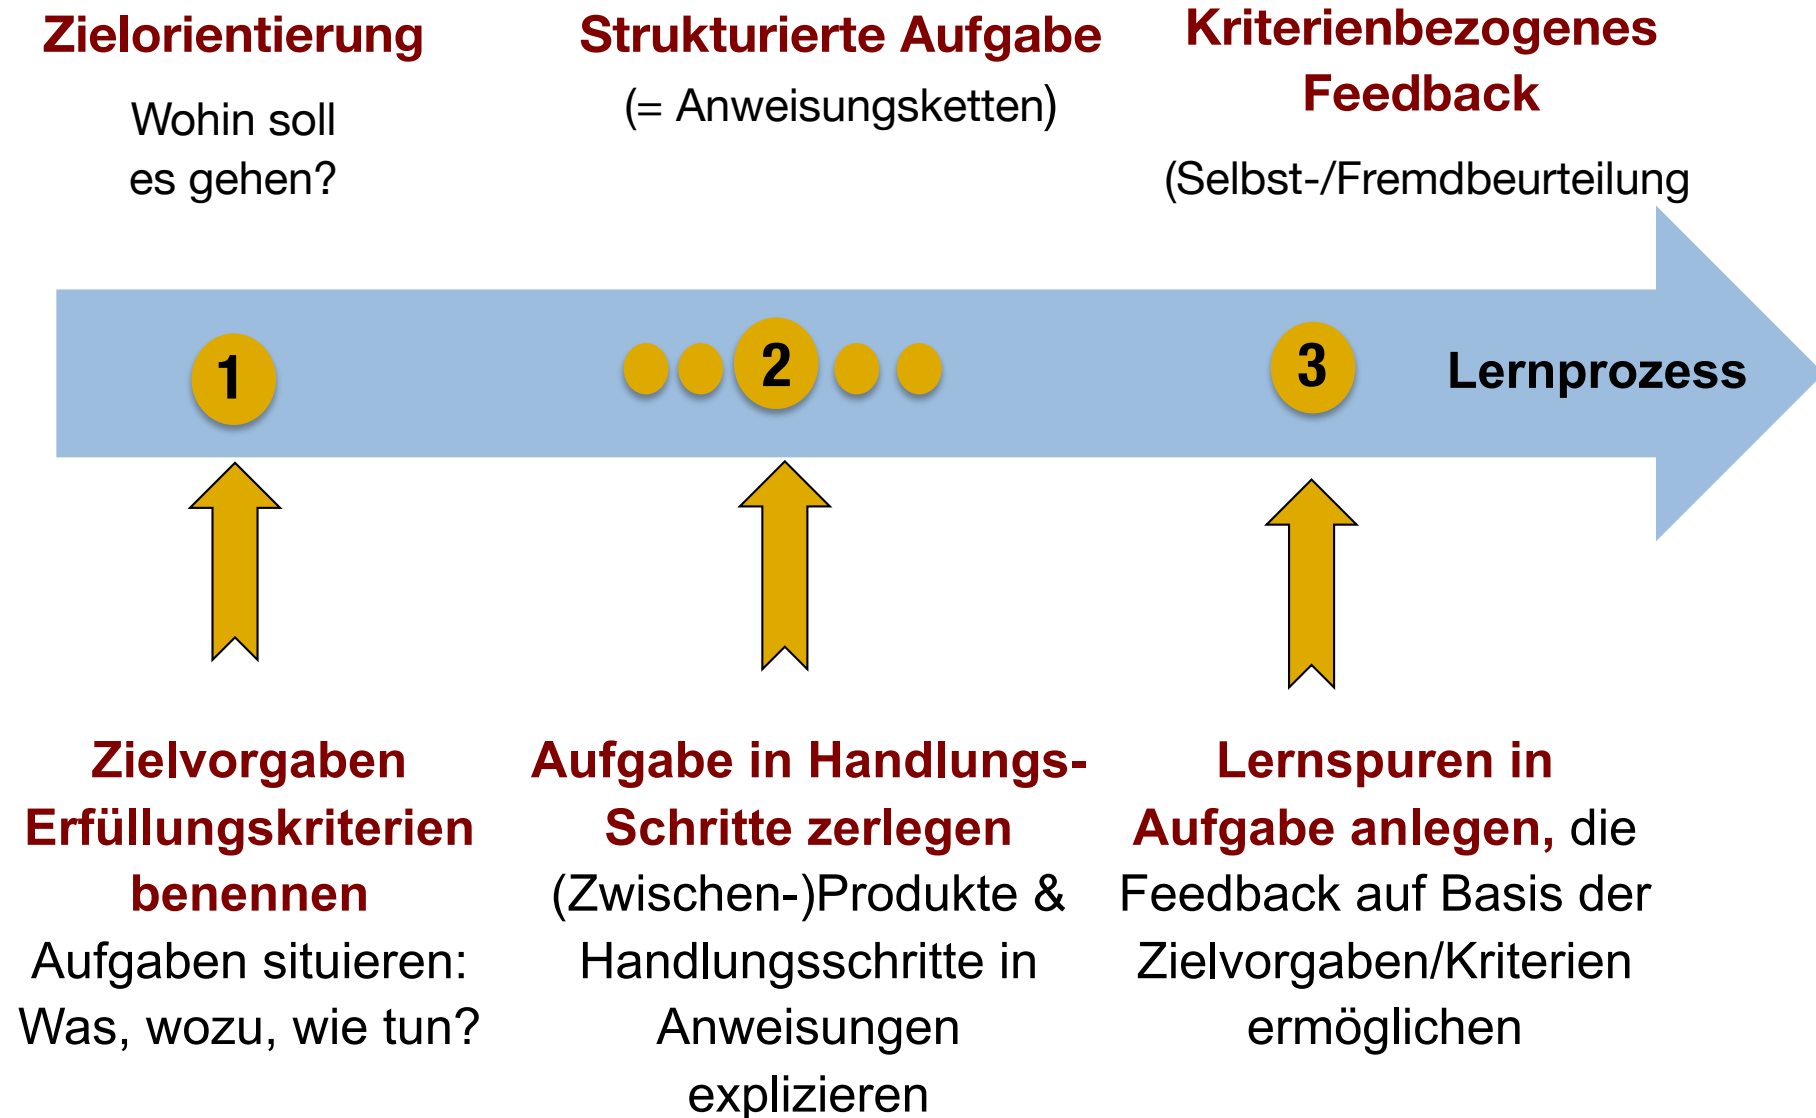 Zielorientierung
Wohin soll
es gehen?
Strukturierte Aufgabe
(= Anweisungsketten)
Kriterienbezogenes
Feedback
(Selbst-/Fremdbeurteilung
1
2
3
Lernprozess
Zielvorgaben
Erfüllungskriterien
benennen
Aufgaben situieren:
Was, wozu, wie tun?
Aufgabe in Handlungs-
Schritte zerlegen
(Zwischen-)Produkte &
Handlungsschritte in
Anweisungen
explizieren
Lernspuren in
Aufgabe anlegen, die
Feedback auf Basis der
Zielvorgaben/Kriterien
ermöglichen